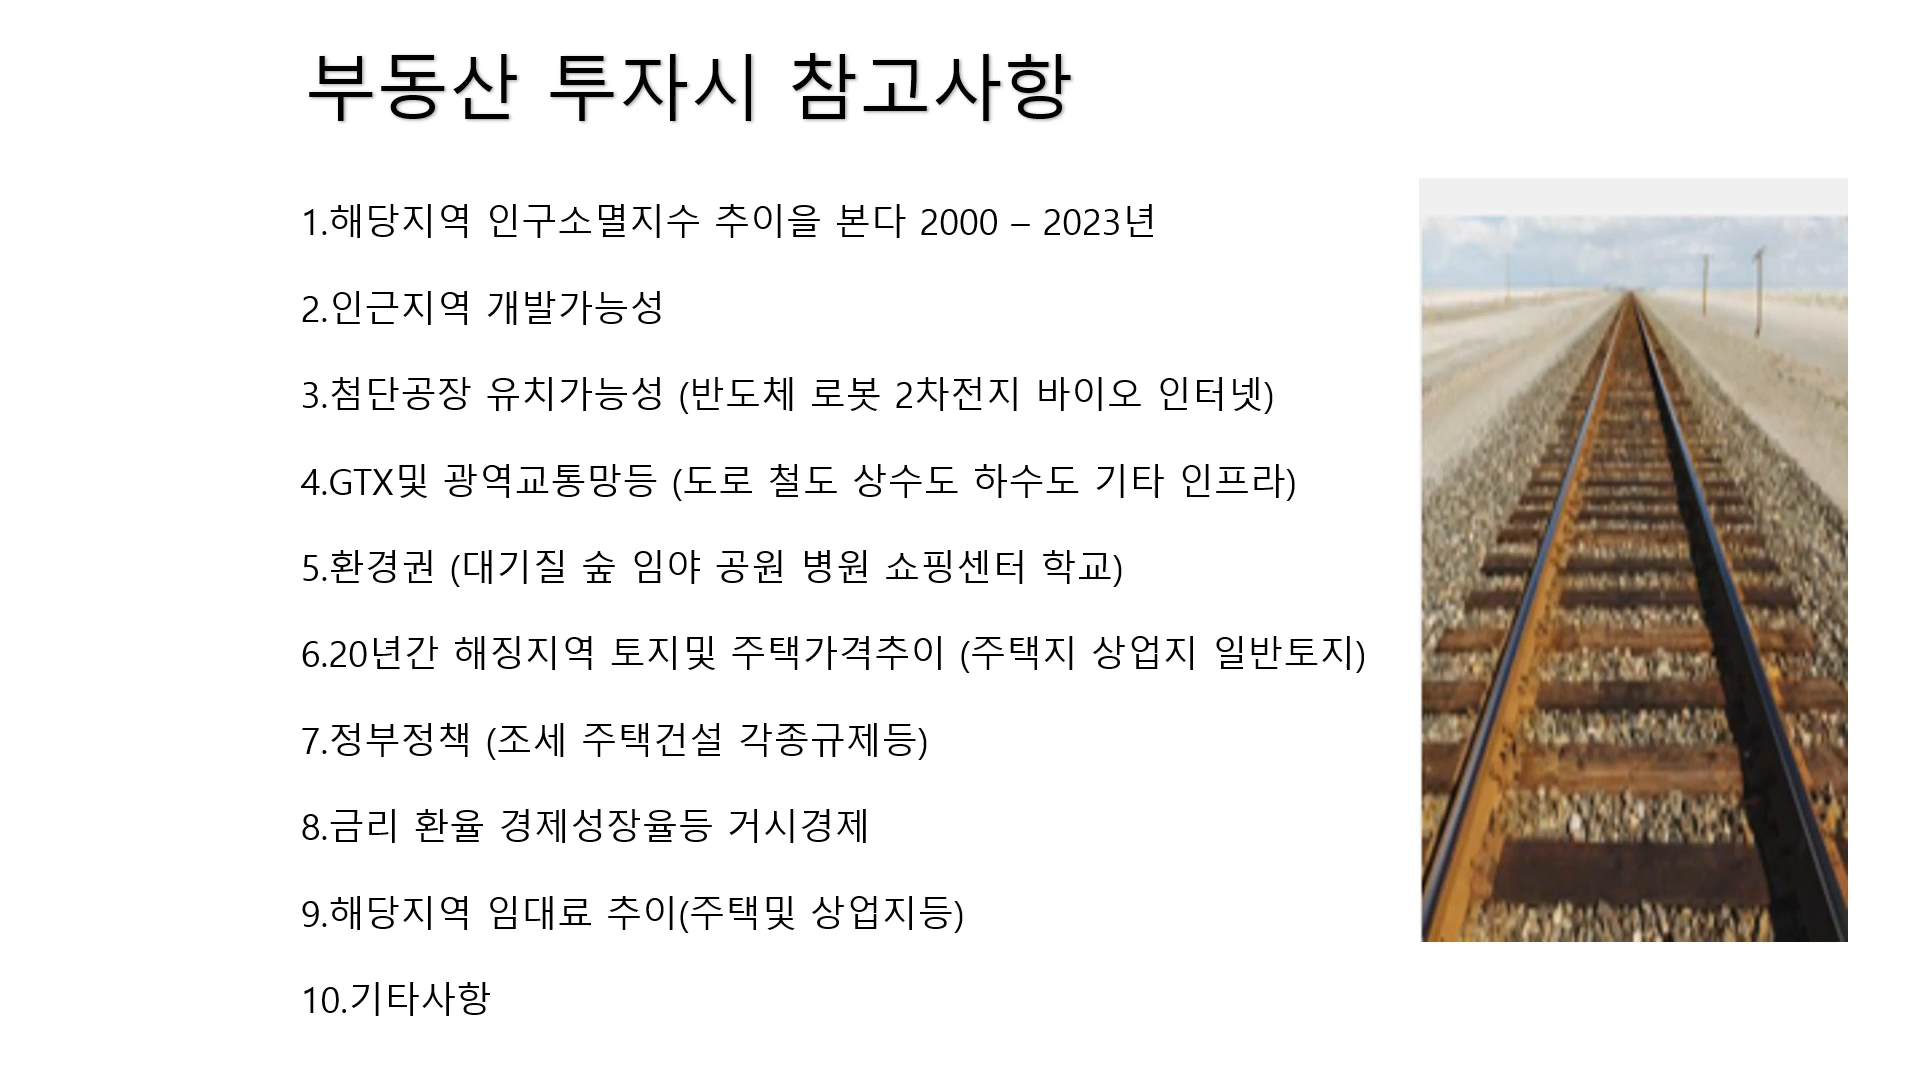 부동산 투자시 참고사항
1.해당지역 인구소멸지수 추이을 본다 2000 – 2023년
2.인근지역 개발가능성
3.첨단공장 유치가능성 (반도체 로봇 2차전지 바이오 인터넷)
4.GTX및 광역교통망등 (도로 철도 상수도 하수도 기타 인프라)
5.환경권 (대기질 숲 임야 공원 병원 쇼핑센터 학교)
6.20년간 해징지역 토지및 주택가격추이 (주택지 상업지 일반토지)
7.정부정책 (조세 주택건설 각종규제등)
8.금리 환율 경제성장율등 거시경제
9.해당지역 임대료 추이(주택및 상업지등)
10.기타사항